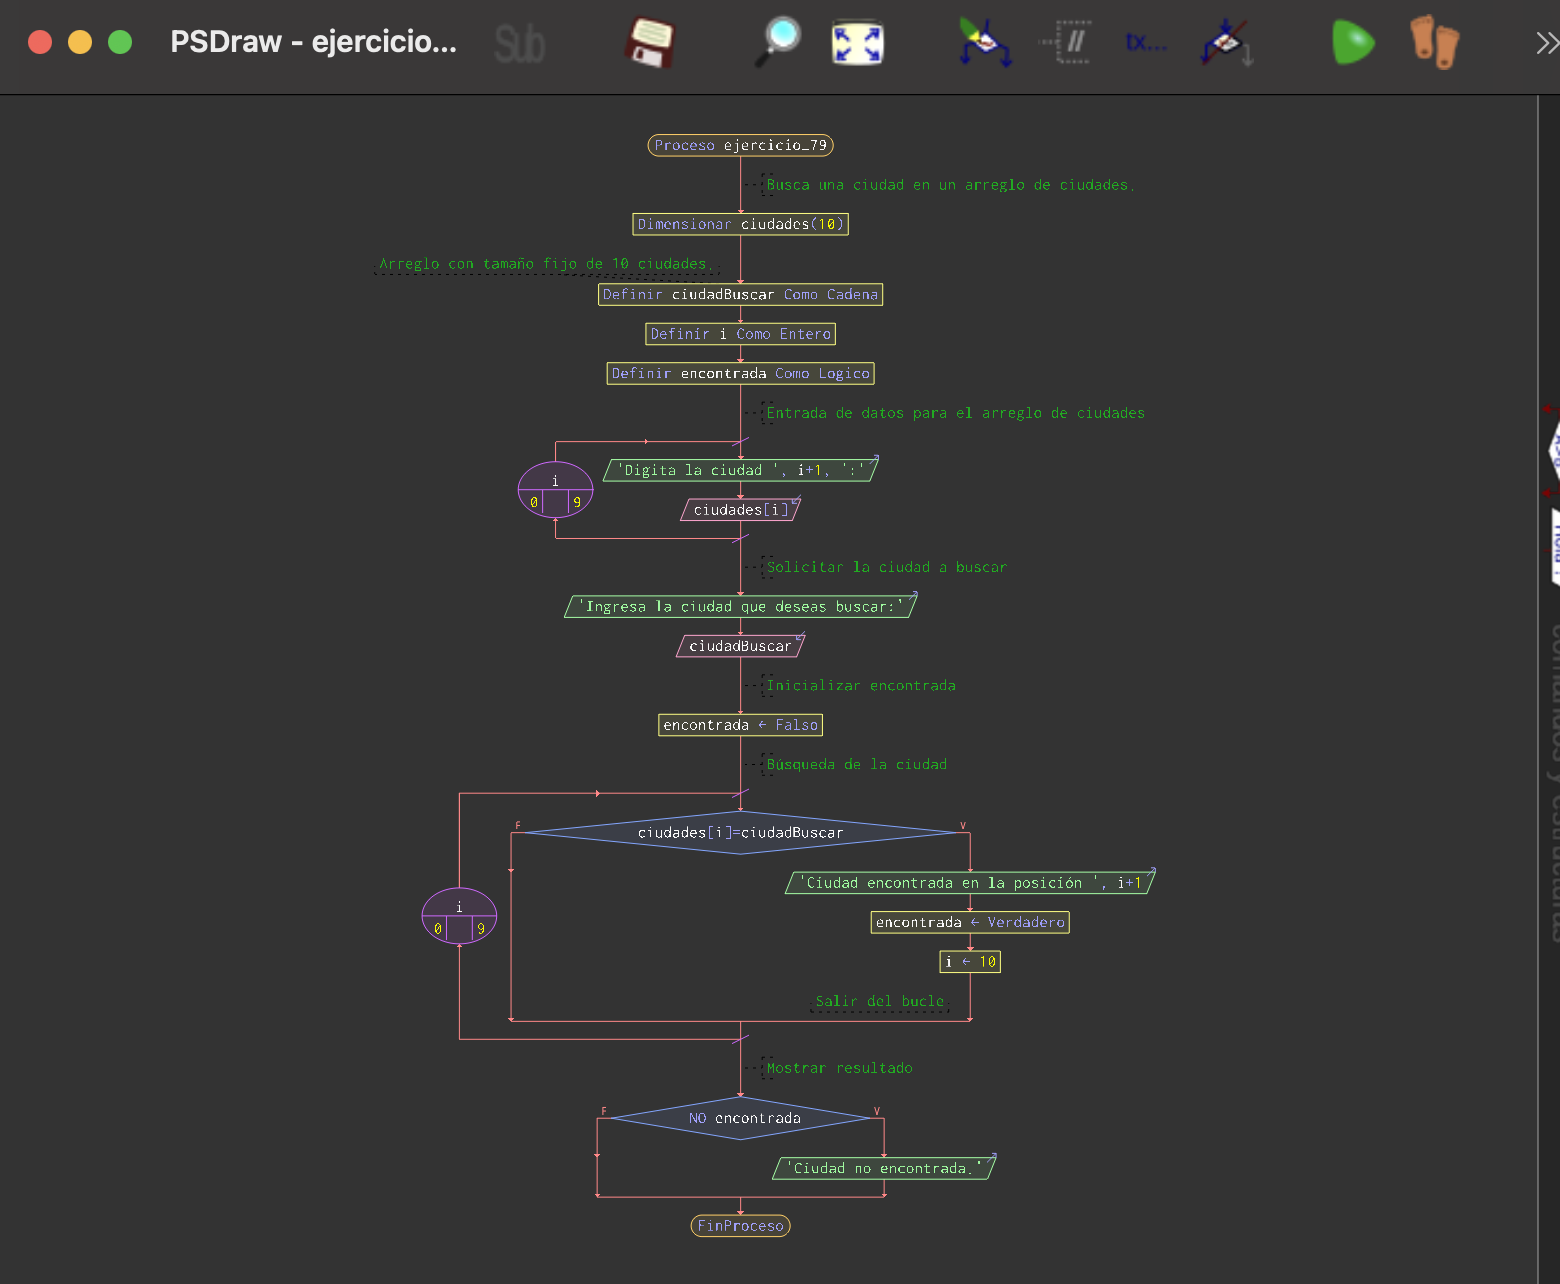 PSDraw - ejercicio...
Sub
tx...
Proceso ejercicio_79
Busca una ciudad en un arreglo de ciudades.
Dimensionar ciudades(10)
Arreglo con tamaño fijo de 10 ciudades.
Definir ciudadBuscar Como Cadena
Definir i Como Entero
Definir encontrada Como Logico
Entrada de datos para el arreglo de ciudades
'Digita la ciudad ', i+1, ':'
i
0 9
ciudades[i]
Solicitar la ciudad a buscar
'Ingresa la ciudad que deseas buscar:'
ciudadBuscar
Inicializar encontrada
encontrada ← Falso
Búsqueda de la ciudad
F
ciudades[i]=ciudadBuscar
V
'Ciudad encontrada en la posición ', i+1
i
0 9
encontrada ← Verdadero
i ← 10
Salir del bucle
Mostrar resultado
F
NO encontrada
V
'Ciudad no encontrada.'
FinProceso